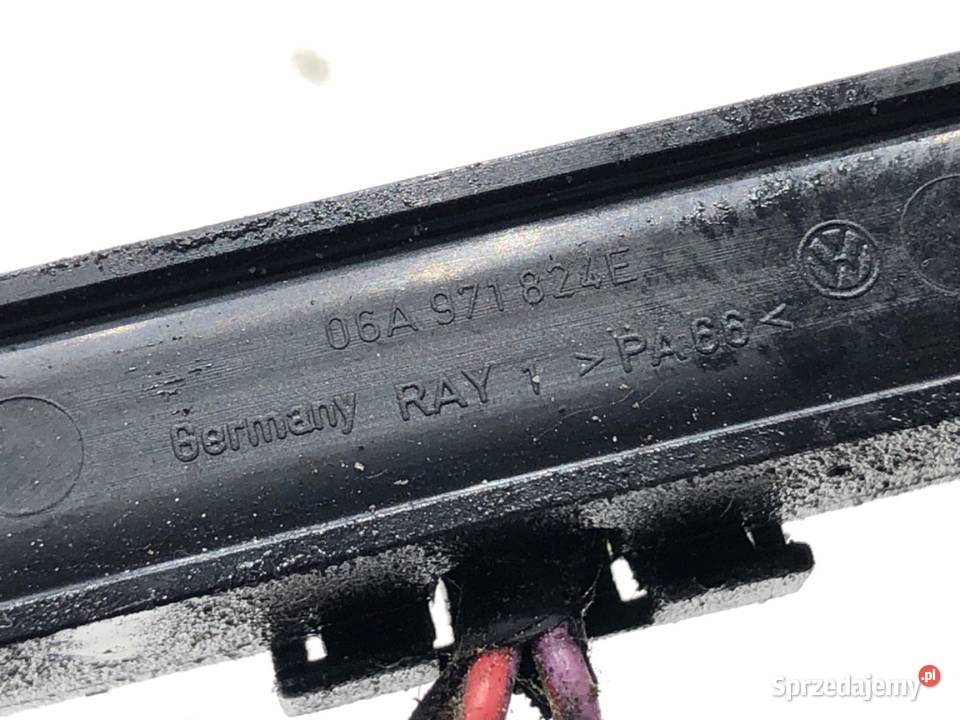 06A 971 824E
Germany RAY 1 >PA 66<
Sprzedajemy.pl